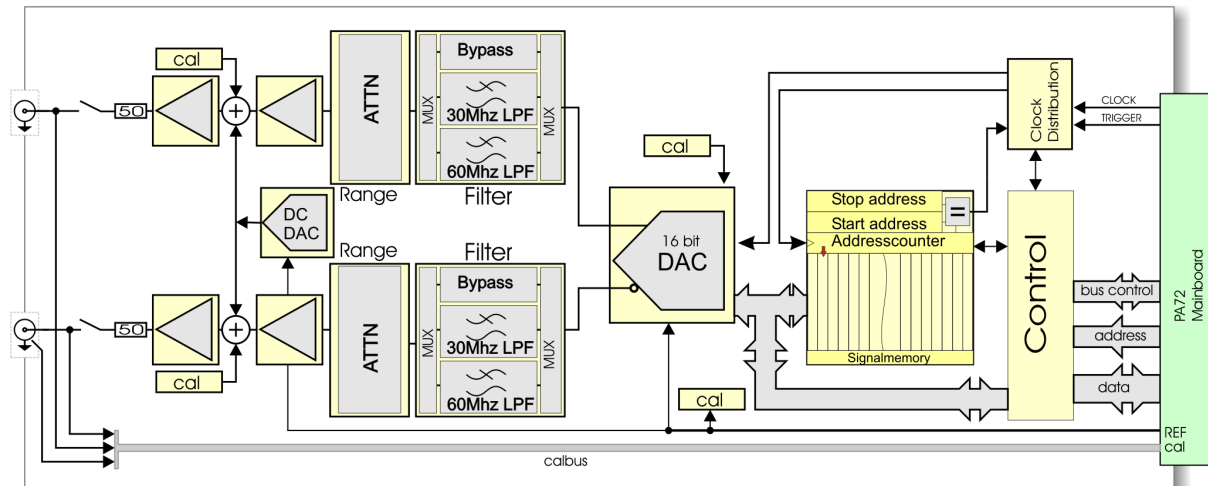 cal
50
ATTN
Range
MUX
Bypass
30Mhz LPF
60Mhz LPF
MUX
Filter
Clock
Distribution
CLOCK
TRIGGER
cal
DC
DAC
16 bit
DAC
Stop address
Start address
=
Addresscounter
Signalmemory
Control
bus control
address
data
PA72
Mainboard
Range
Filter
50
cal
ATTN
MUX
Bypass
30Mhz LPF
60Mhz LPF
MUX
cal
REF
cal
calbus